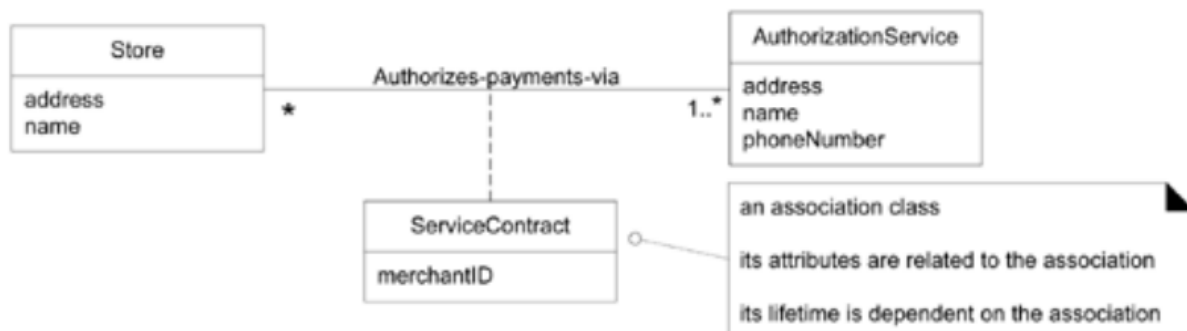 Store
address
name
Authorizes-payments-via
*
1..*
AuthorizationService
address
name
phoneNumber
ServiceContract
merchantID
an association class
its attributes are related to the association
its lifetime is dependent on the association